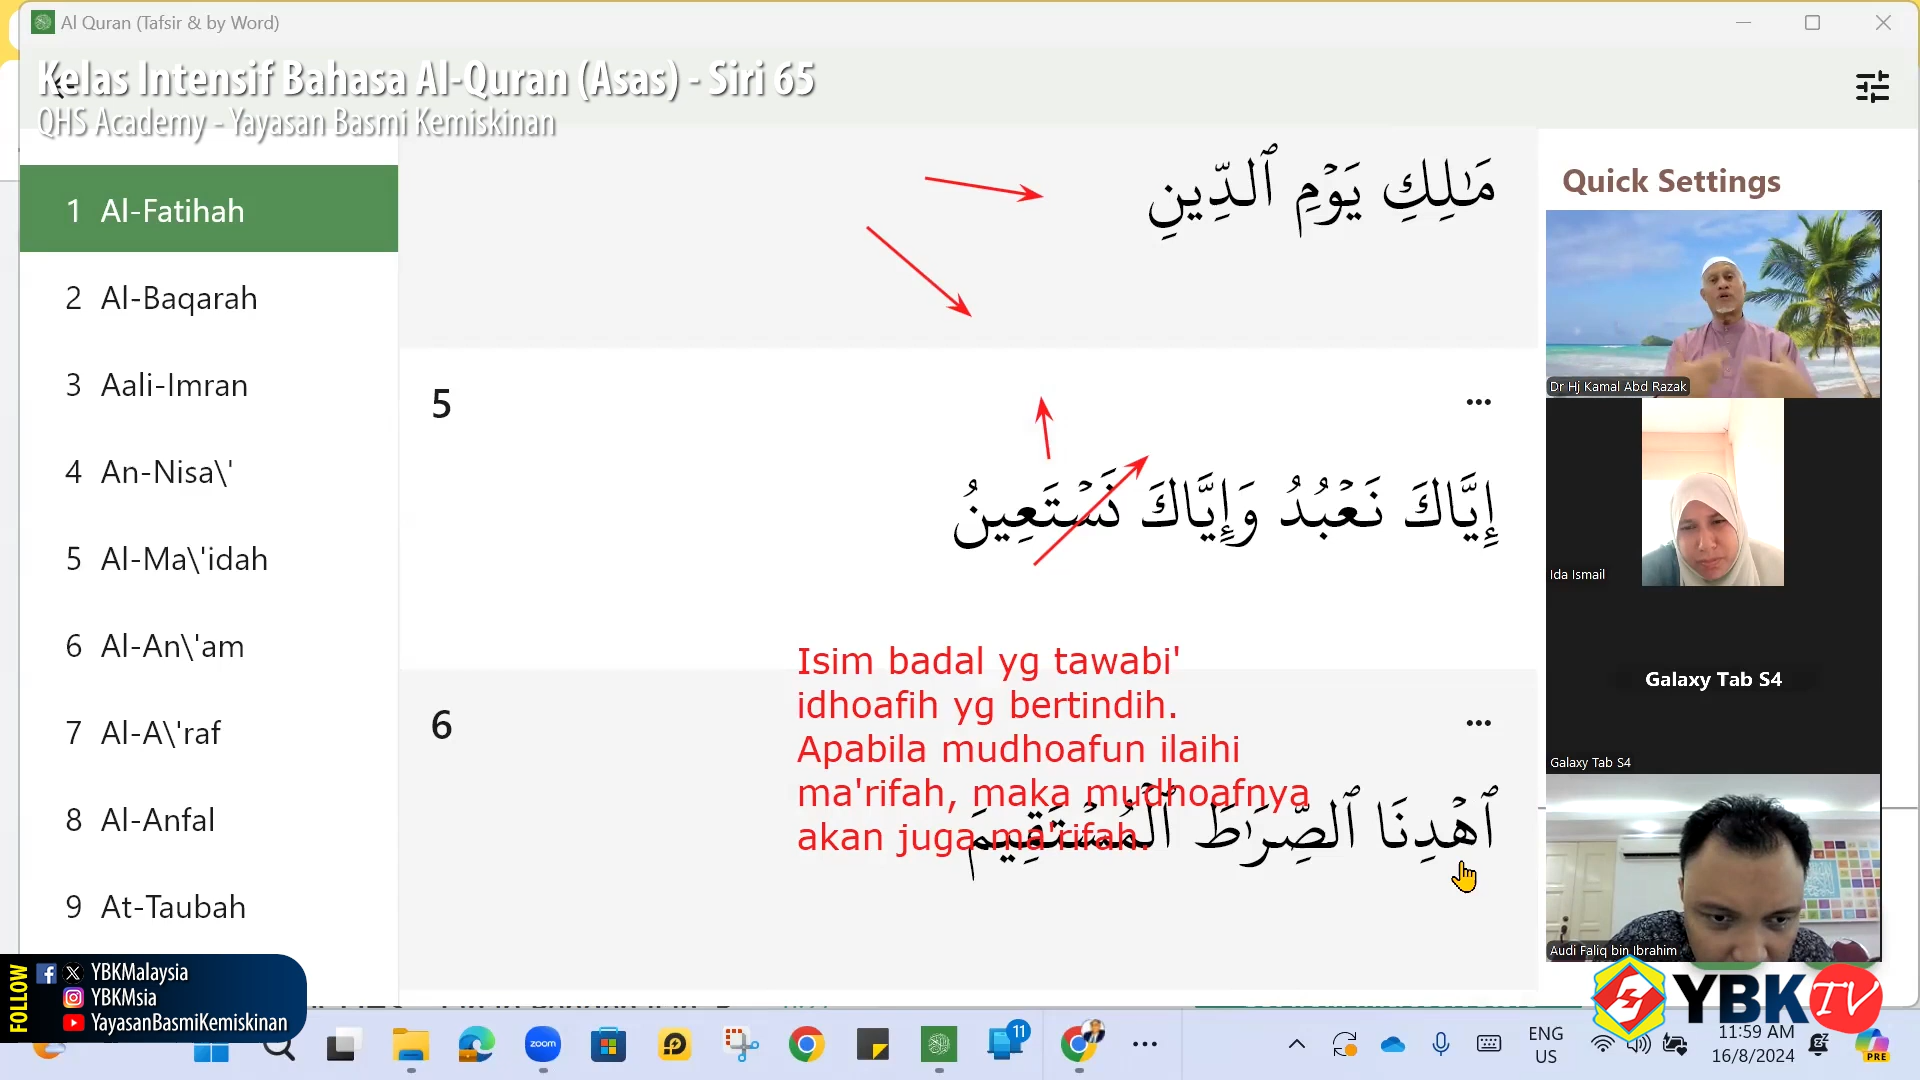 Al Quran (Tafsir & by Word)
Kelas Intensif Bahasa Al-Quran (Asas) - Siri 65
QHS Academy - Yayasan Basmi Kemiskinan
1 Al-Fatihah
2 Al-Baqarah
3 Aali-Imran
4 An-Nisa\'
5 Al-Ma\'idah
6 Al-An\'am
7 Al-A\'raf
8 Al-Anfal
9 At-Taubah
مَـٰلِكِ يَوْمِ ٱلدِّينِ
5
إِيَّاكَ نَعْبُدُ وَإِيَّاكَ نَسْتَعِينُ
6
Isim badal yg tawabi'
idhoafih yg bertindih.
Apabila mudhoafun ilaihi
ma'rifah, maka mudhoafnya
akan juga ma'rifah.
ٱهْدِنَا ٱلصِّرَٰطَ ٱلْمُسْتَقِيمَ
Quick Settings
Dr Hj Kamal Abd Razak
Ida Ismail
Galaxy Tab S4
Galaxy Tab S4
Audi Faliq bin Ibrahim
FOLLOW
YBKMalaysia
YBKMsia
YayasanBasmiKemiskinan
YBK TV
zoom
11
ENG
US
11:59 AM
16/8/2024
PRE